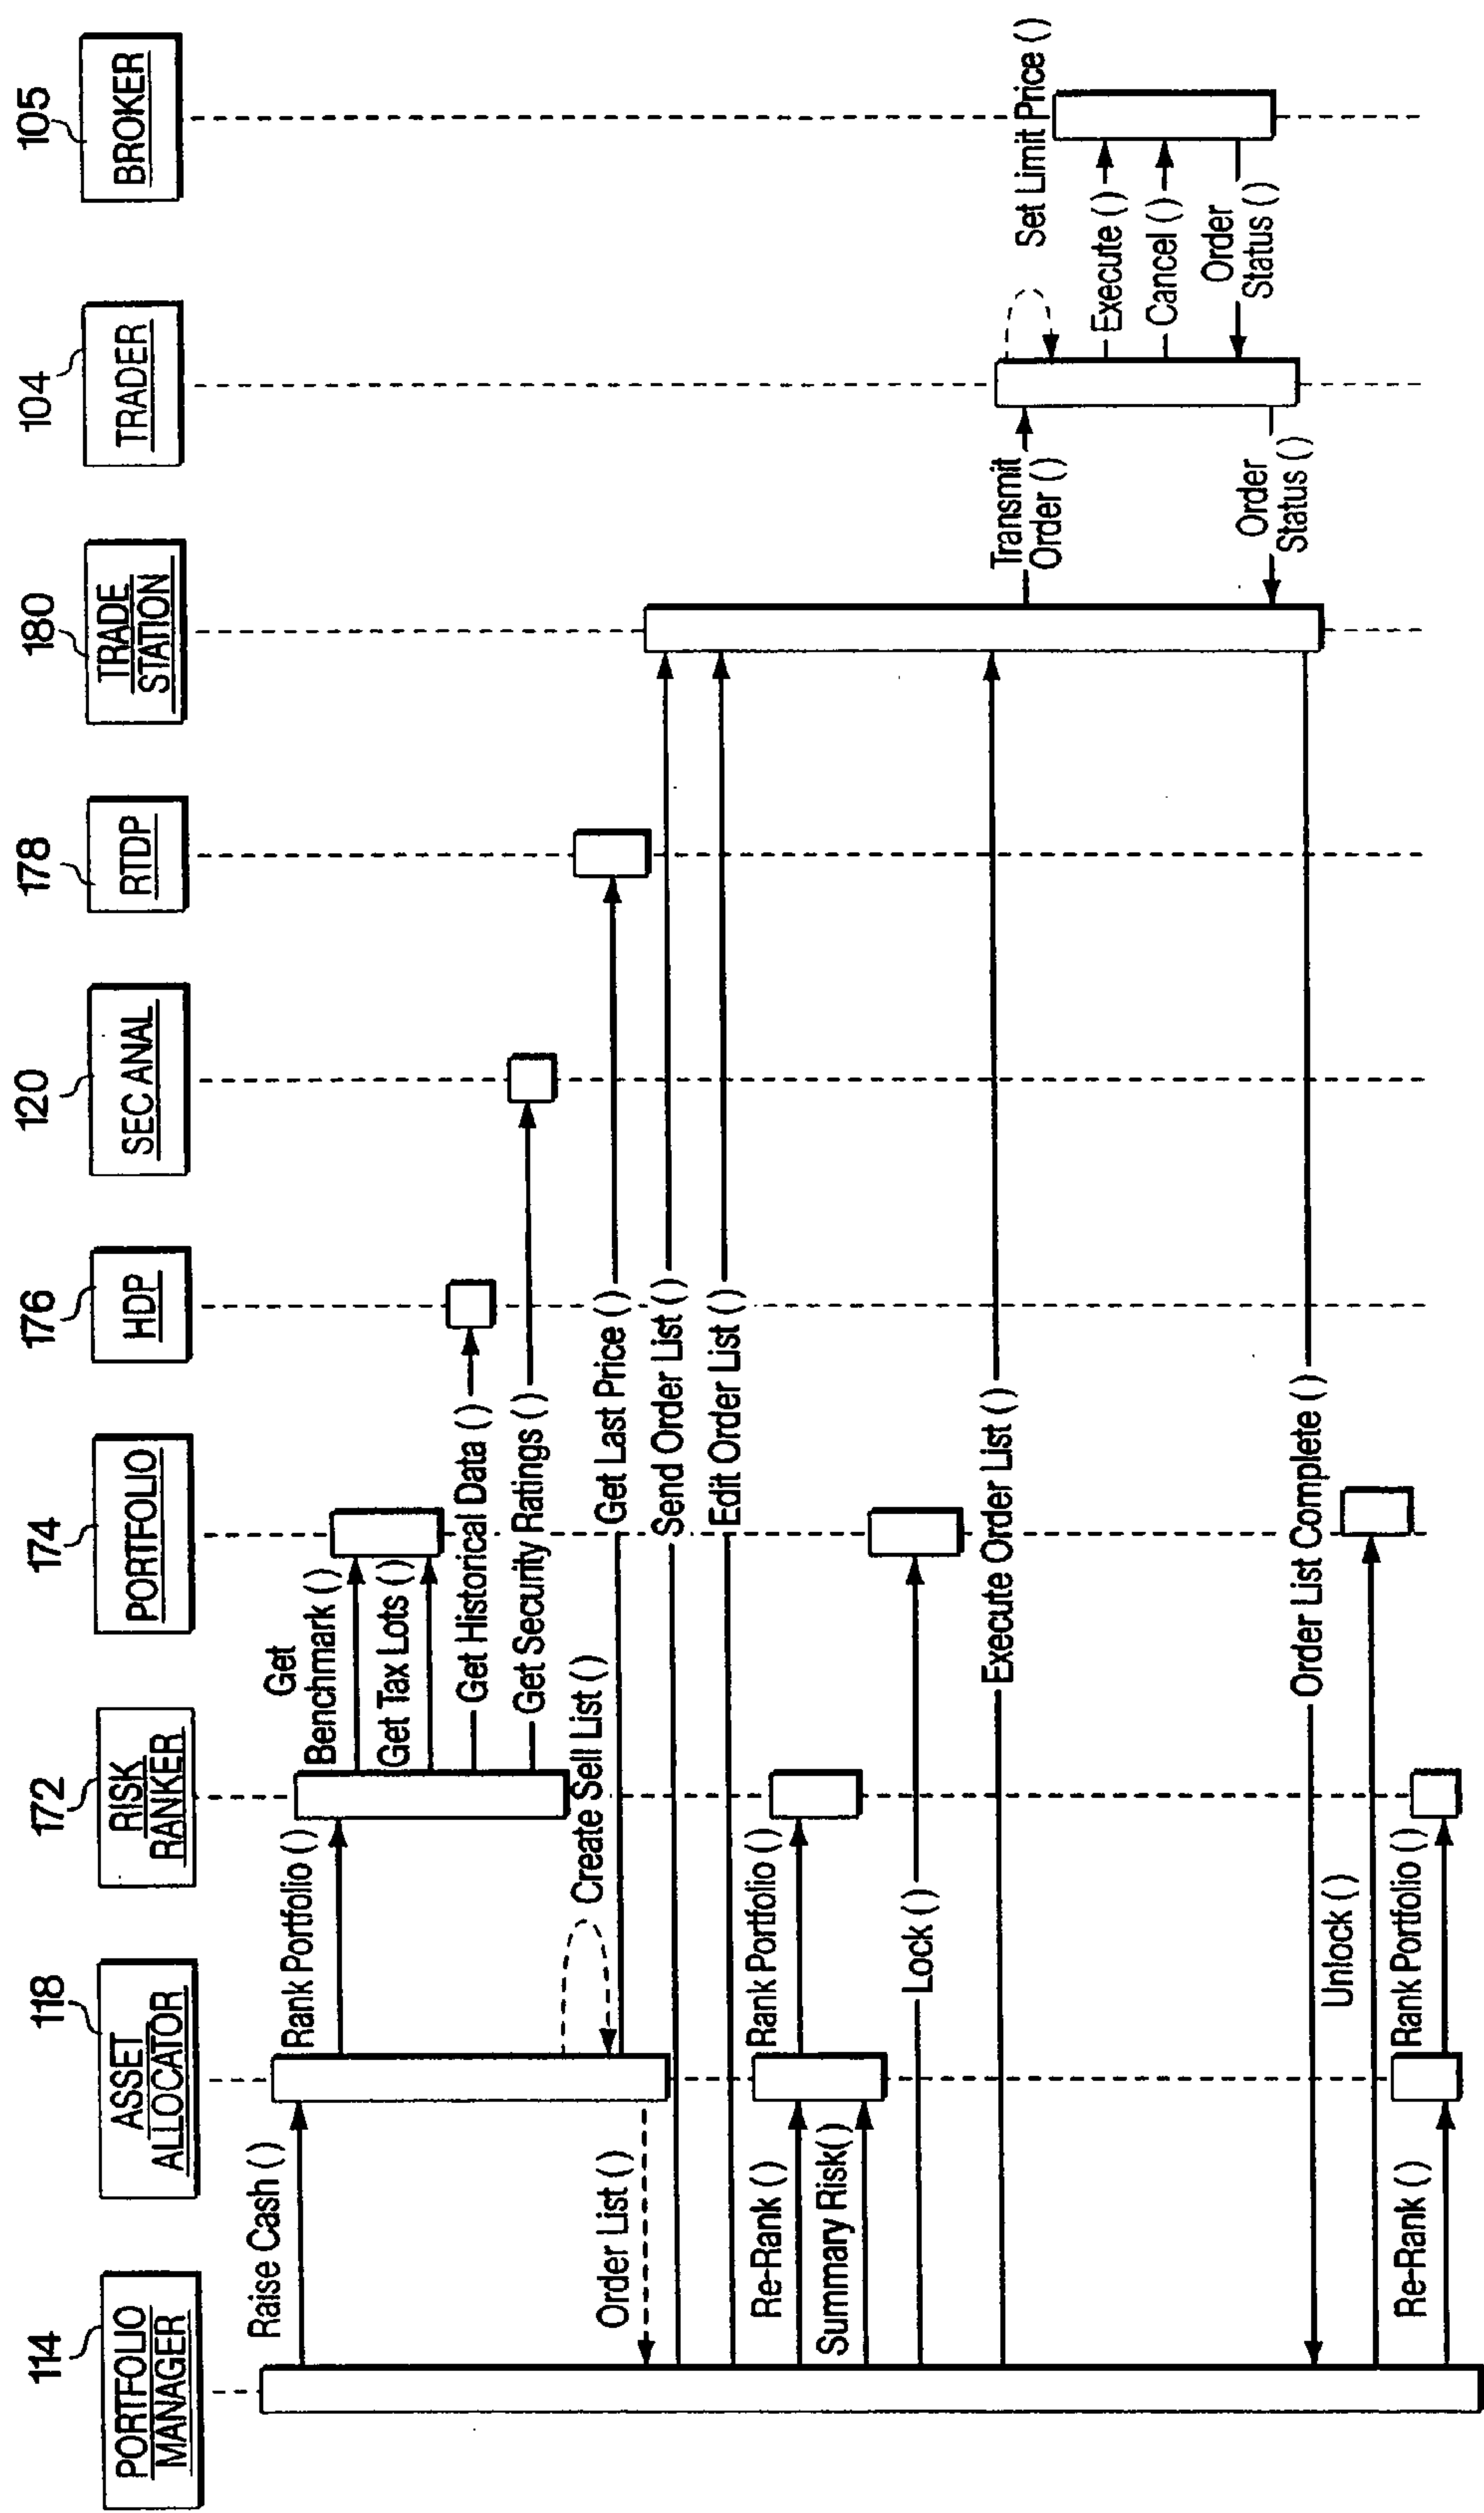 114
PORTFOLIO
MANAGER
118
ASSET
ALLOCATOR
172
RISK
RANKER
174
PORTFOLIO
176
HDP
120
SEC ANAL
178
RTDP
180
TRADE
STATION
104
TRADER
105
BROKER
Raise Cash ( )
Rank Portfolio ( )
Get
Benchmark ( )
Get Tax Lots ( )
Get Historical Data ( )
Get Security Ratings ( )
Create Sell List ( )
Get Last Price ( )
Order List ( )
Send Order List ( )
Edit Order List ( )
Re-Rank ( )
Rank Portfolio ( )
Summary Risk( )
Lock ( )
Execute Order List ( )
Transmit
Order ( )
Set Limit Price ( )
Execute ( )
Cancel ( )
Order
Status ( )
Order
Status ( )
Order List Complete ( )
Unlock ( )
Re-Rank ( )
Rank Portfolio ( )